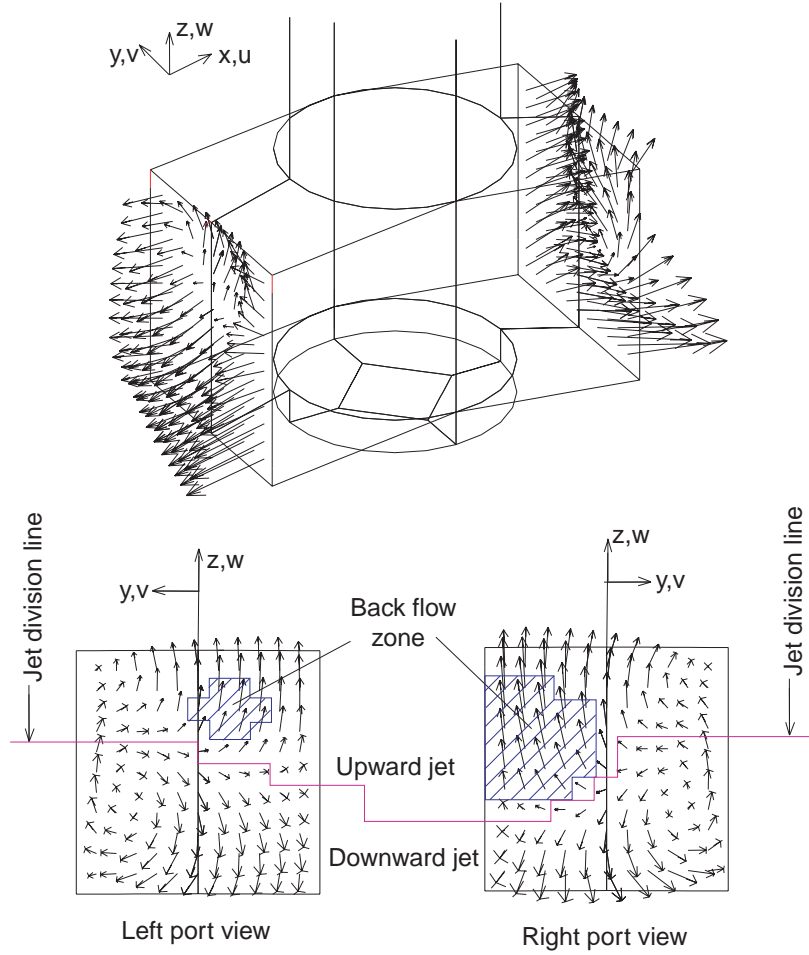 z,w
y,v
x,u
Jet division line
z,w
y,v
Back flow
zone
z,w
y,v
Jet division line
Upward jet
Downward jet
Left port view
Right port view